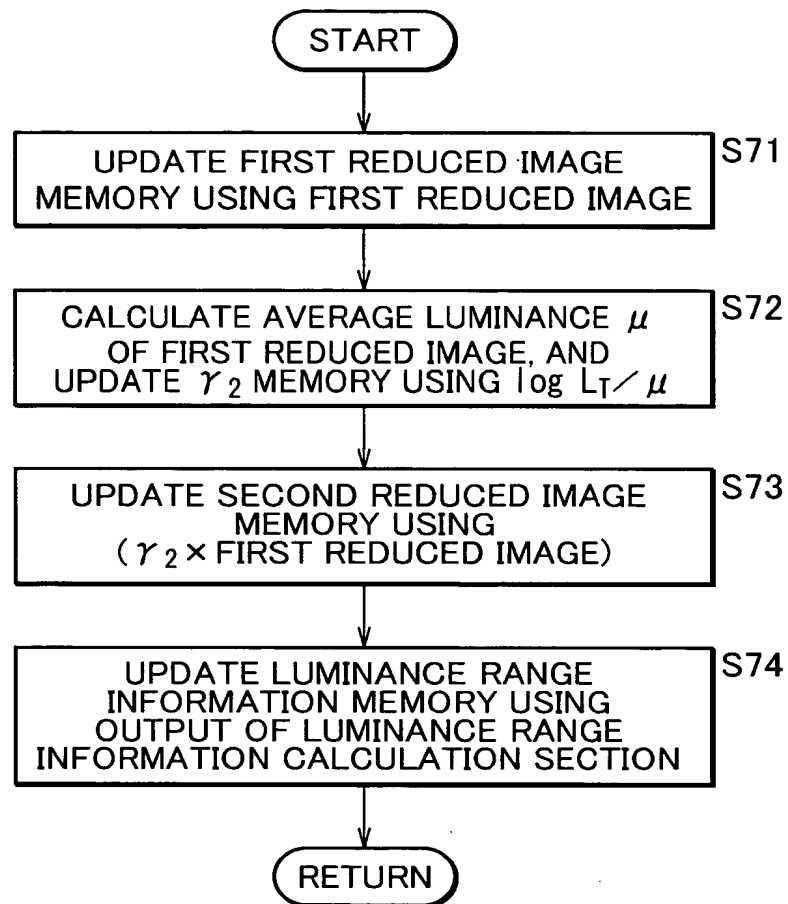 START
UPDATE FIRST REDUCED IMAGE
MEMORY USING FIRST REDUCED IMAGE
S71
CALCULATE AVERAGE LUMINANCE μ
OF FIRST REDUCED IMAGE, AND
UPDATE γ₂ MEMORY USING log L_T/μ
S72
UPDATE SECOND REDUCED IMAGE
MEMORY USING
(γ₂×FIRST REDUCED IMAGE)
S73
UPDATE LUMINANCE RANGE
INFORMATION MEMORY USING
OUTPUT OF LUMINANCE RANGE
INFORMATION CALCULATION SECTION
S74
RETURN